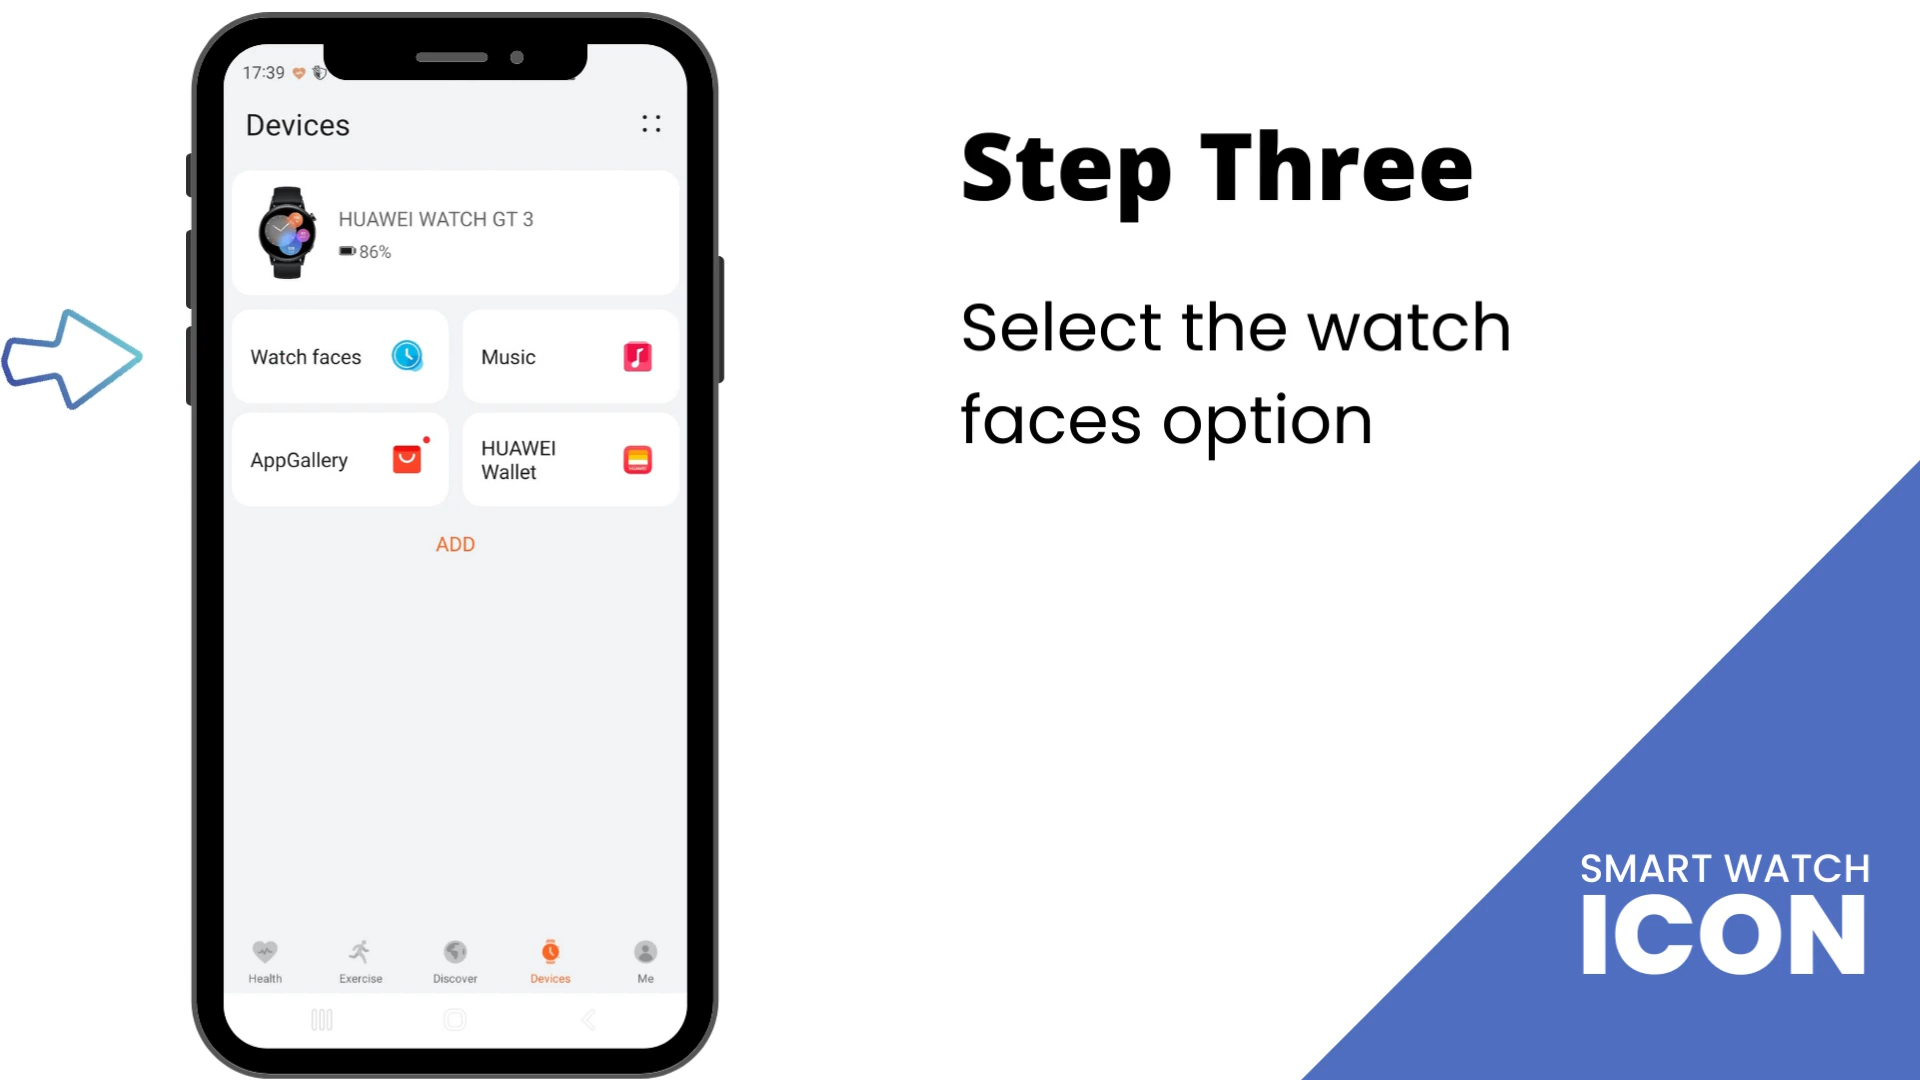 17:39
Devices
HUAWEI WATCH GT 3
86%
Watch faces
Music
AppGallery
HUAWEI
Wallet
ADD
Health
Exercise
Discover
Devices
Me
Step Three
Select the watch
faces option
SMART WATCH
ICON